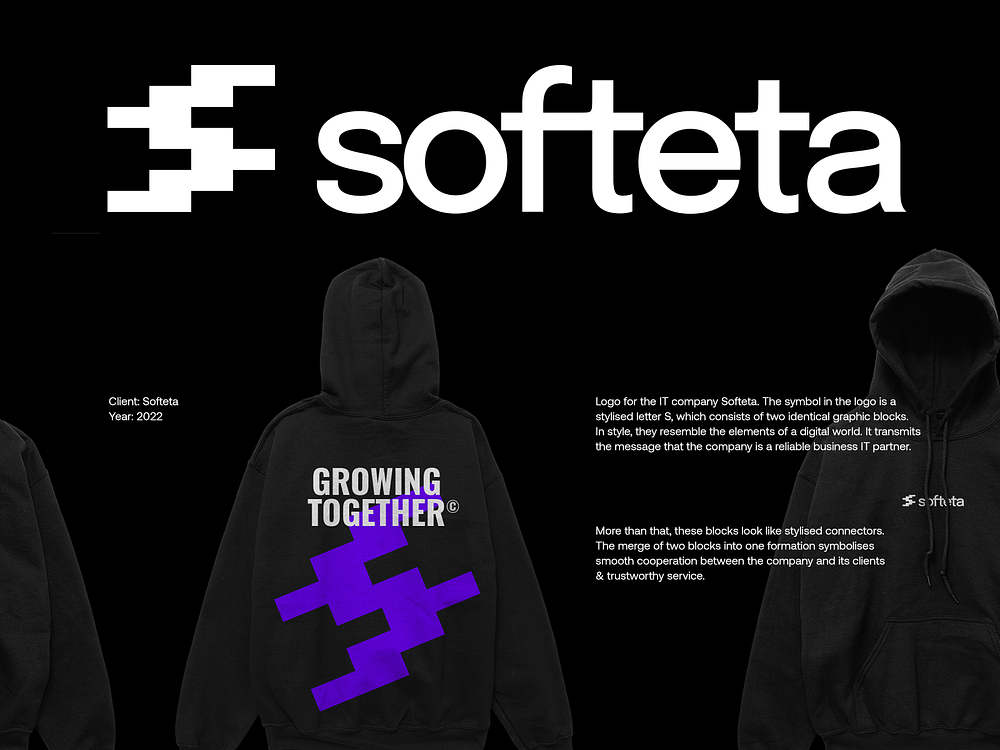 softeta
Client: Softeta
Year: 2022
GROWING
TOGETHER©
Logo for the IT company Softeta. The symbol in the logo is a
stylised letter S, which consists of two identical graphic blocks.
In style, they resemble the elements of a digital world. It transmits
the message that the company is a reliable business IT partner.
softeta
More than that, these blocks look like stylised connectors.
The merge of two blocks into one formation symbolises
smooth cooperation between the company and its clients
& trustworthy service.